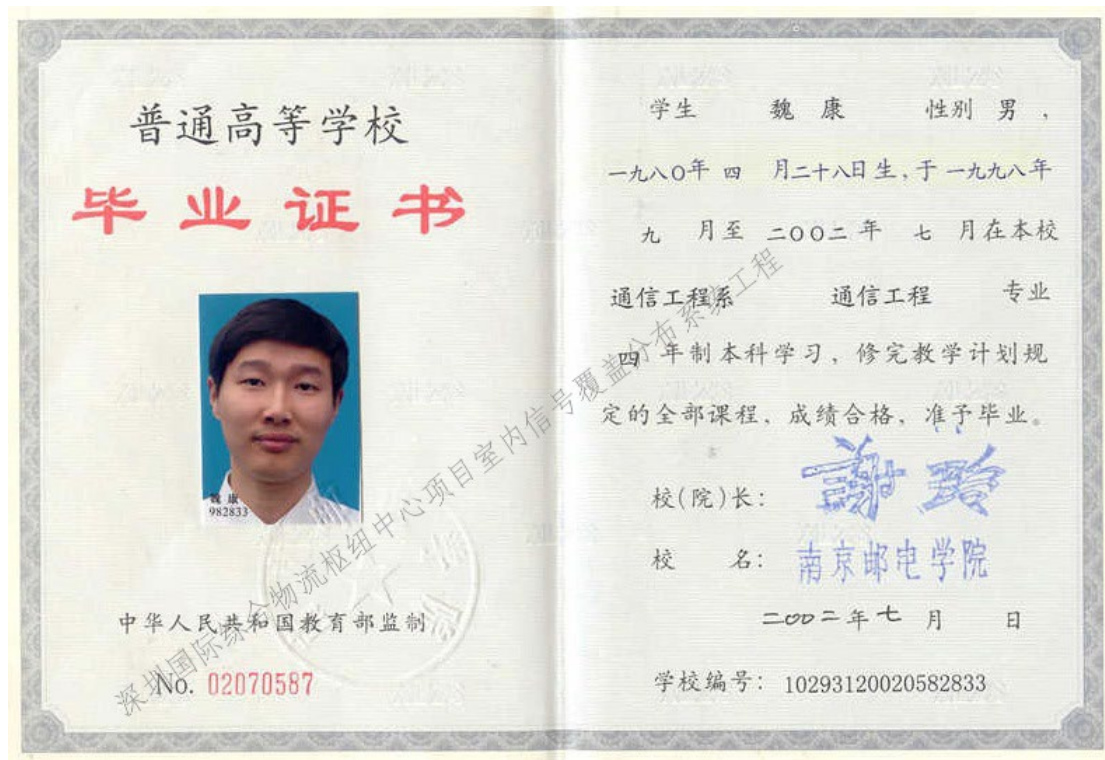 普通高等学校
毕业证书
魏康
982833
中华人民共和国教育部监制
No. 02070587
学生 魏康 性别 男，
一九八〇年 四 月二十八日生，于一九九八年
九 月至 二〇〇二年 七 月在本校
通信工程系 通信工程 专业
四 年制本科学习，修完教学计划规
定的全部课程，成绩合格，准予毕业。
校(院)长： 謝玲
校 名： 南京邮电学院
二〇〇二年七月 日
学校编号：10293120020582833
深圳国际综合物流枢纽中心项目室内信号覆盖分布系统工程